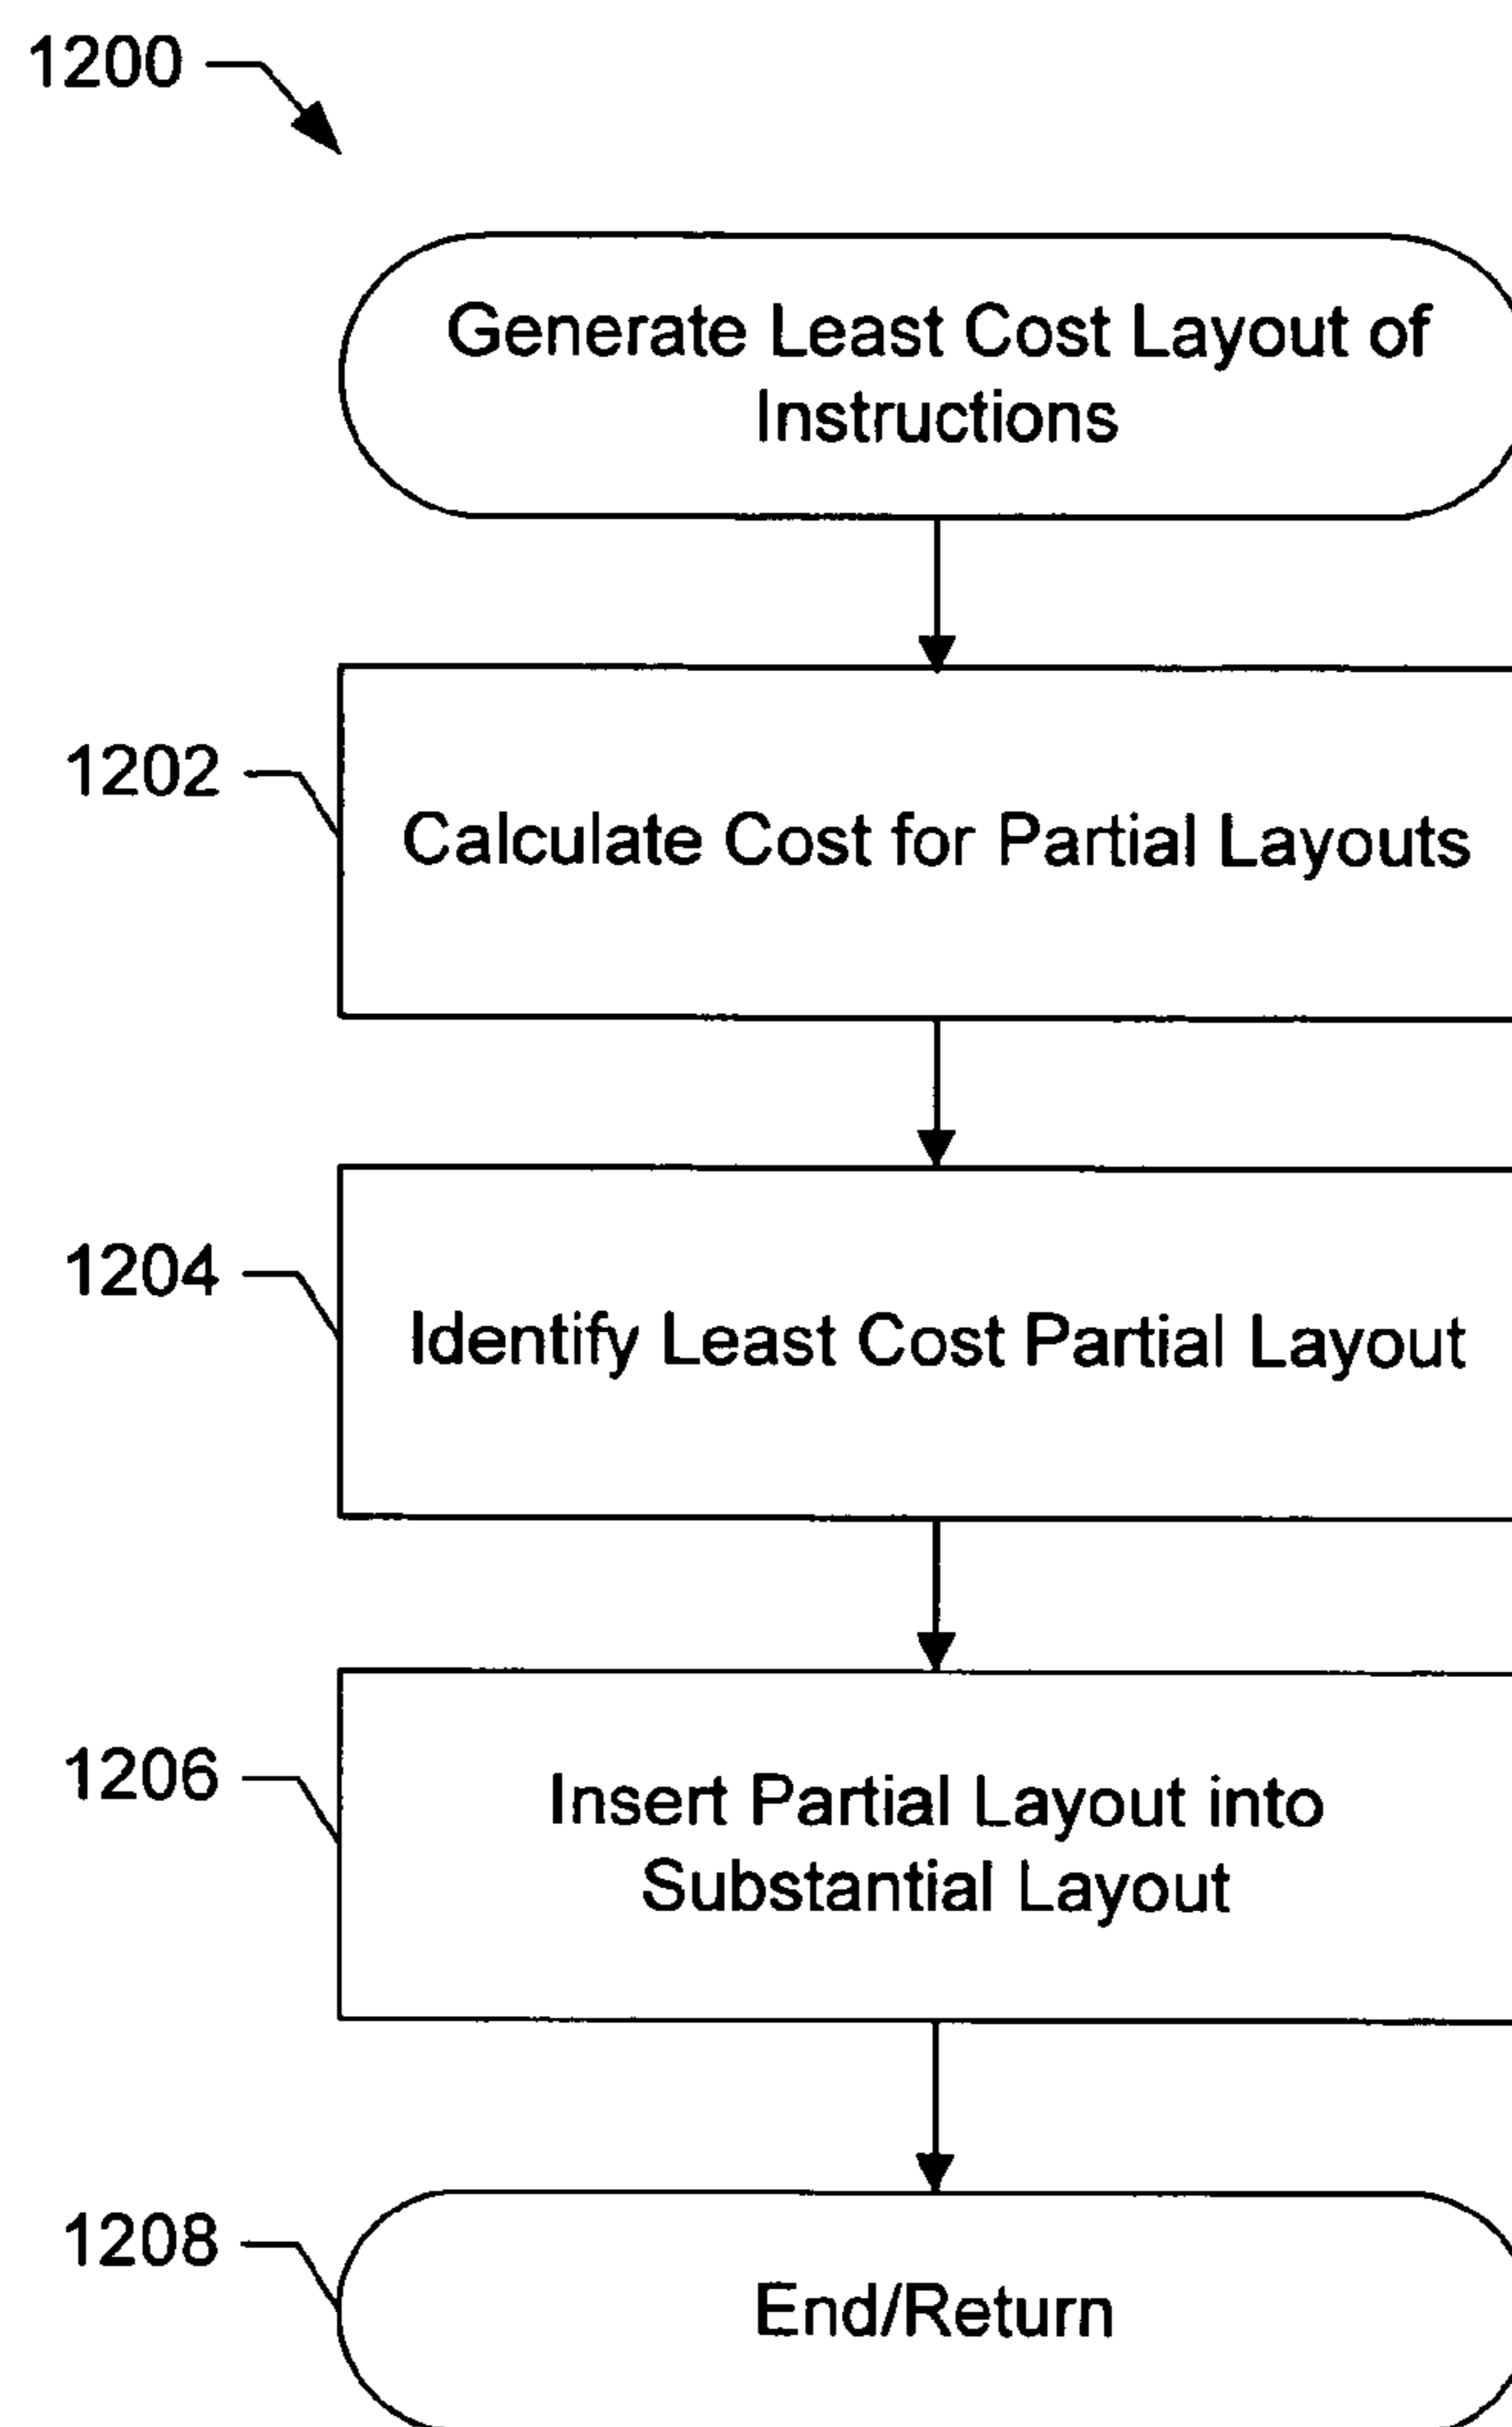 1200
Generate Least Cost Layout of
Instructions
1202
Calculate Cost for Partial Layouts
1204
Identify Least Cost Partial Layout
1206
Insert Partial Layout into
Substantial Layout
1208
End/Return